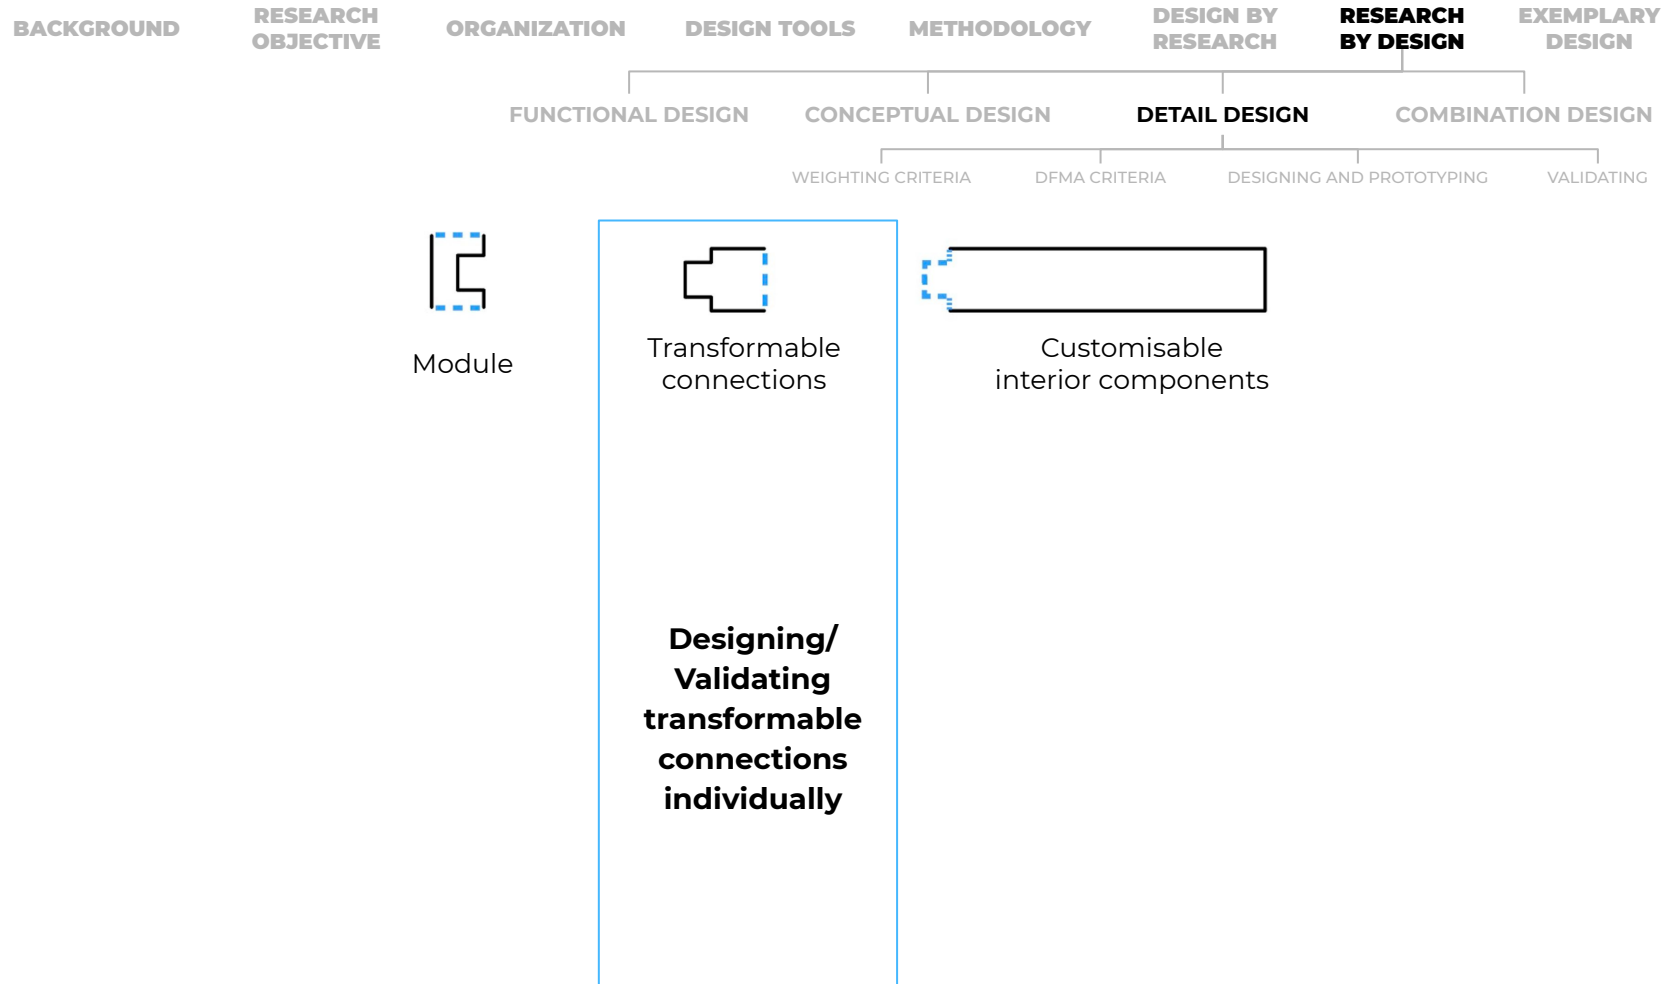 BACKGROUND
RESEARCH
OBJECTIVE
ORGANIZATION
DESIGN TOOLS
METHODOLOGY
DESIGN BY
RESEARCH
RESEARCH
BY DESIGN
EXEMPLARY
DESIGN
FUNCTIONAL DESIGN
CONCEPTUAL DESIGN
DETAIL DESIGN
COMBINATION DESIGN
WEIGHTING CRITERIA
DFMA CRITERIA
DESIGNING AND PROTOTYPING
VALIDATING
Module
Transformable
connections
Customisable
interior components
Designing/
Validating
transformable
connections
individually